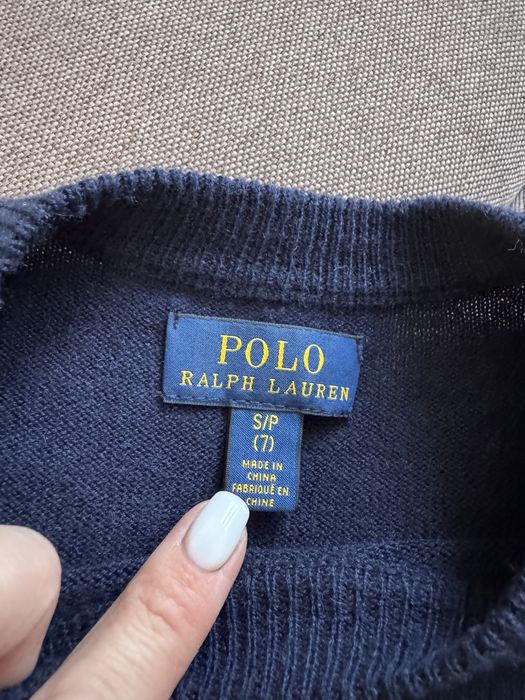 POLO
RALPH LAUREN
S/P
(7)
MADE IN
CHINA
FABRIQUÉ EN
CHINE